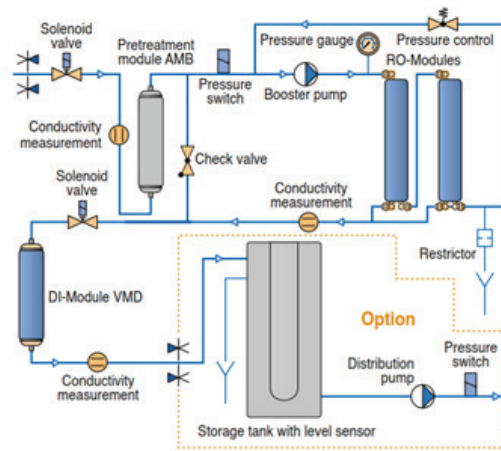 Solenoid
valve
Pretreatment
module AMB
Pressure gauge
Pressure control
RO-Modules
Pressure
switch
Booster pump
Conductivity
measurement
Check valve
Solenoid
valve
Conductivity
measurement
Restrictor
DI-Module VMD
Option
Conductivity
measurement
Distribution
pump
Pressure
switch
Storage tank with level sensor